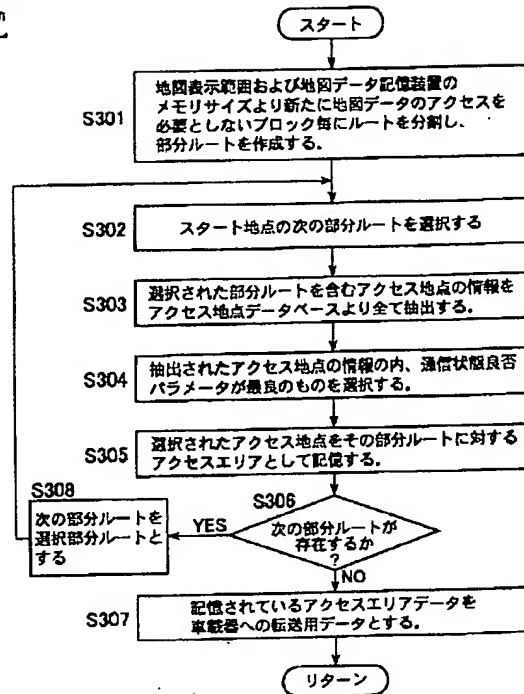 スタート
地図表示範囲および地図データ記憶装置の
メモリサイズより新たに地図データのアクセスを
必要としないブロック毎にルートを分割し、
部分ルートを作成する。
S301
S302
スタート地点の次の部分ルートを選択する
S303
選択された部分ルートを含むアクセス地点の情報を
アクセス地点データベースより全て抽出する。
S304
抽出されたアクセス地点の情報の内、通信状態良否
パラメータが最良のものを選択する。
S305
選択されたアクセス地点をその部分ルートに対する
アクセスエリアとして記憶する。
S308
次の部分ルートを
選択部分ルートと
する
YES
S306
次の部分ルートが
存在するか
?
NO
S307
記憶されているアクセスエリアデータを
車載器への転送用データとする。
リターン